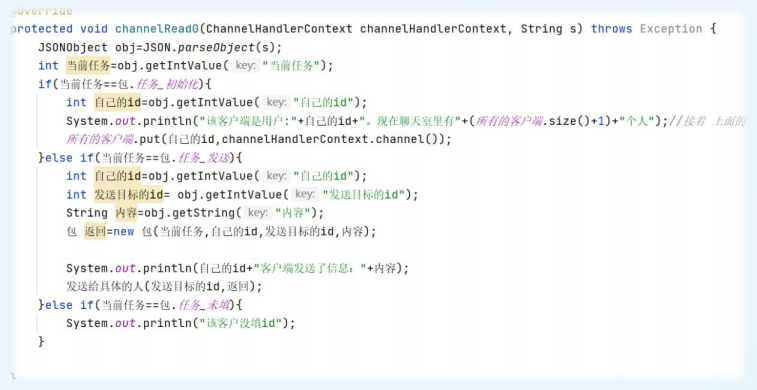 @Override
protected void channelRead0(ChannelHandlerContext channelHandlerContext, String s) throws Exception {
JSONObject obj=JSON.parseObject(s);
int 当前任务=obj.getIntValue( key: "当前任务");
if(当前任务==包.任务_初始化){
int 自己的id=obj.getIntValue( key: "自己的id");
System.out.println("该客户端是用户:"+自己的id+"。现在聊天室里有"+(所有的客户端.size()+1)+"个人");//接着 上面的
所有的客户端.put(自己的id,channelHandlerContext.channel());
}else if(当前任务==包.任务_发送){
int 自己的id=obj.getIntValue( key: "自己的id");
int 发送目标的id= obj.getIntValue( key: "发送目标的id");
String 内容=obj.getString( key: "内容");
包 返回=new 包(当前任务,自己的id,发送目标的id,内容);
System.out.println(自己的id+"客户端发送了信息："+内容);
发送给具体的人(发送目标的id,返回);
}else if(当前任务==包.任务_未填){
System.out.println("该客户没填id");
}
}